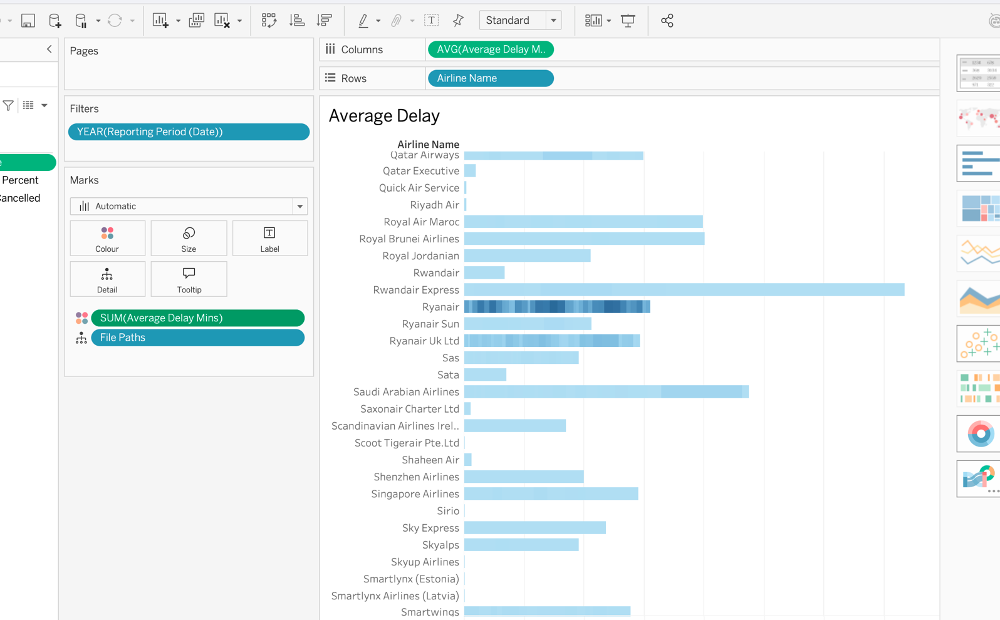 Standard
Pages
Columns
AVG(Average Delay M..
Rows
Airline Name
Filters
YEAR(Reporting Period (Date))
Percent
Cancelled
Marks
Automatic
Colour
Size
Label
Detail
Tooltip
SUM(Average Delay Mins)
File Paths
Average Delay
Airline Name
Qatar Airways
Qatar Executive
Quick Air Service
Riyadh Air
Royal Air Maroc
Royal Brunei Airlines
Royal Jordanian
Rwandair
Rwandair Express
Ryanair
Ryanair Sun
Ryanair Uk Ltd
Sas
Sata
Saudi Arabian Airlines
Saxonair Charter Ltd
Scandinavian Airlines Irel..
Scoot Tigerair Pte.Ltd
Shaheen Air
Shenzhen Airlines
Singapore Airlines
Sirio
Sky Express
Skyalps
Skyup Airlines
Smartlynx (Estonia)
Smartlynx Airlines (Latvia)
Smartwings